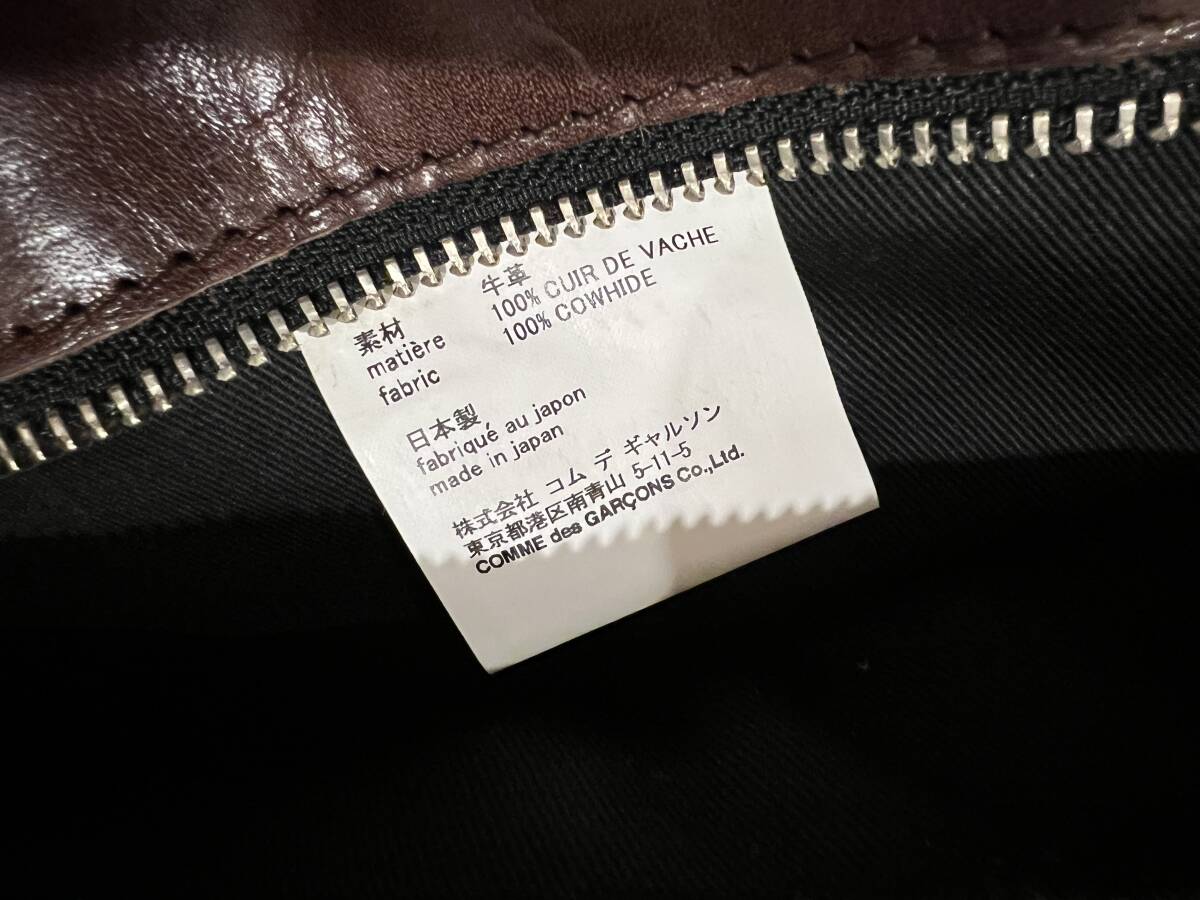 牛革
100% CUIR DE VACHE
100% COWHIDE
素材
matière
fabric
日本製
fabriqué au japon
made in japan
株式会社 コム デ ギャルソン
東京都港区南青山 5-11-5
COMME des GARÇONS Co.,Ltd.